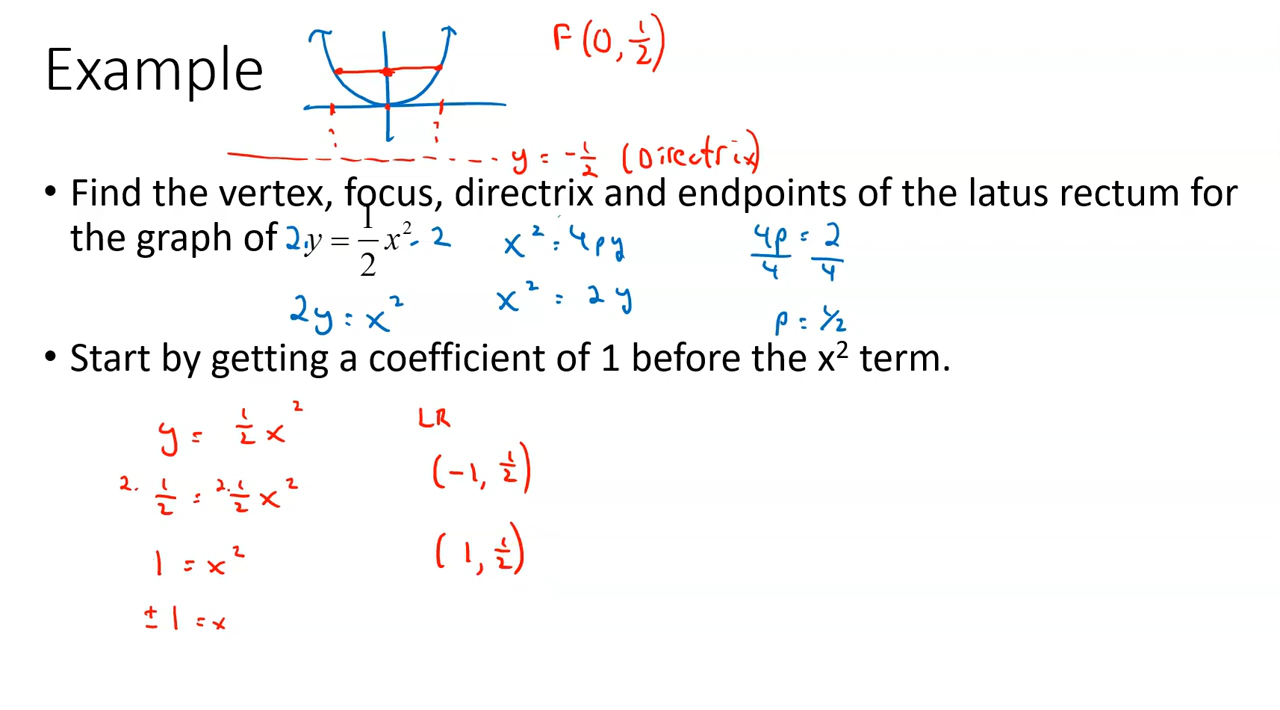 Example
F (0, 1/2)
? ?
y = -1/2 (Directrix)
• Find the vertex, focus, directrix and endpoints of the latus rectum for
the graph of 2· y = 1/2 x² · 2
x² = 4py
4p/4 = 2/4
2y = x²
x² = 2y
p = 1/2
• Start by getting a coefficient of 1 before the x² term.
y = 1/2 x²
2· 1/2 = 2· 1/2 x²
1 = x²
± 1 = x
LR
(-1, 1/2)
(1, 1/2)